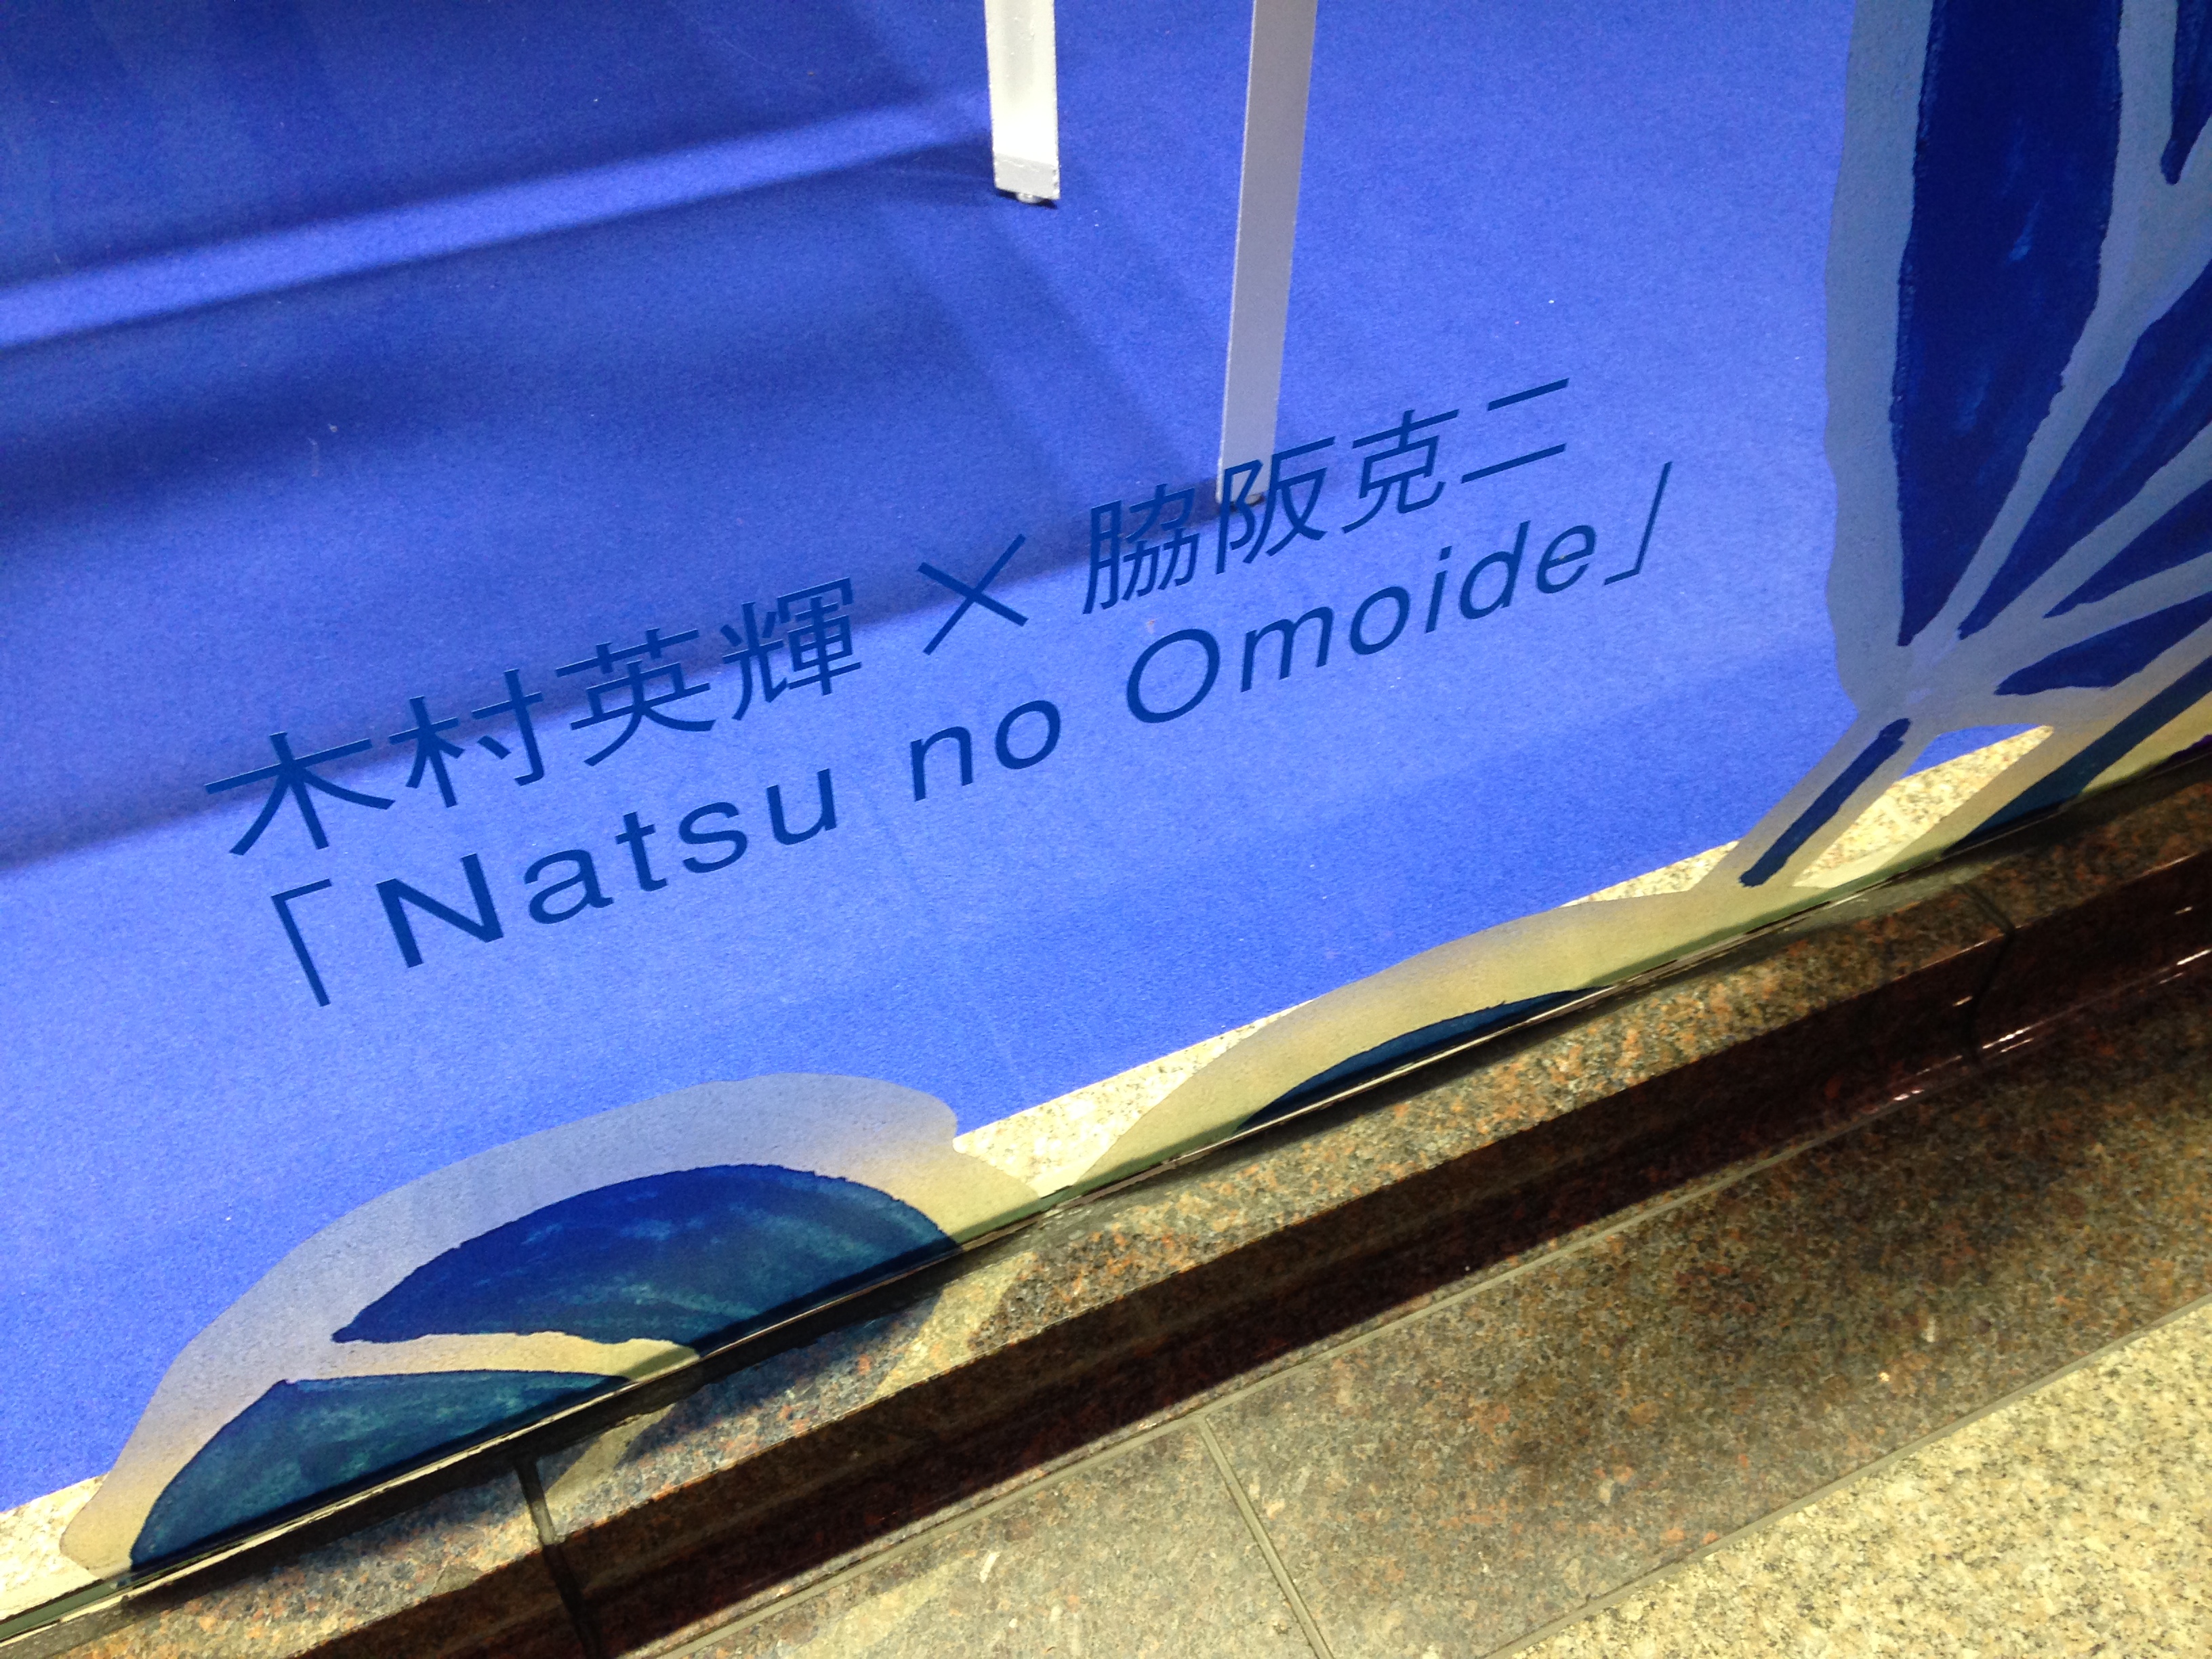 木村英輝 × 脇阪克二
「Natsu no Omoide」